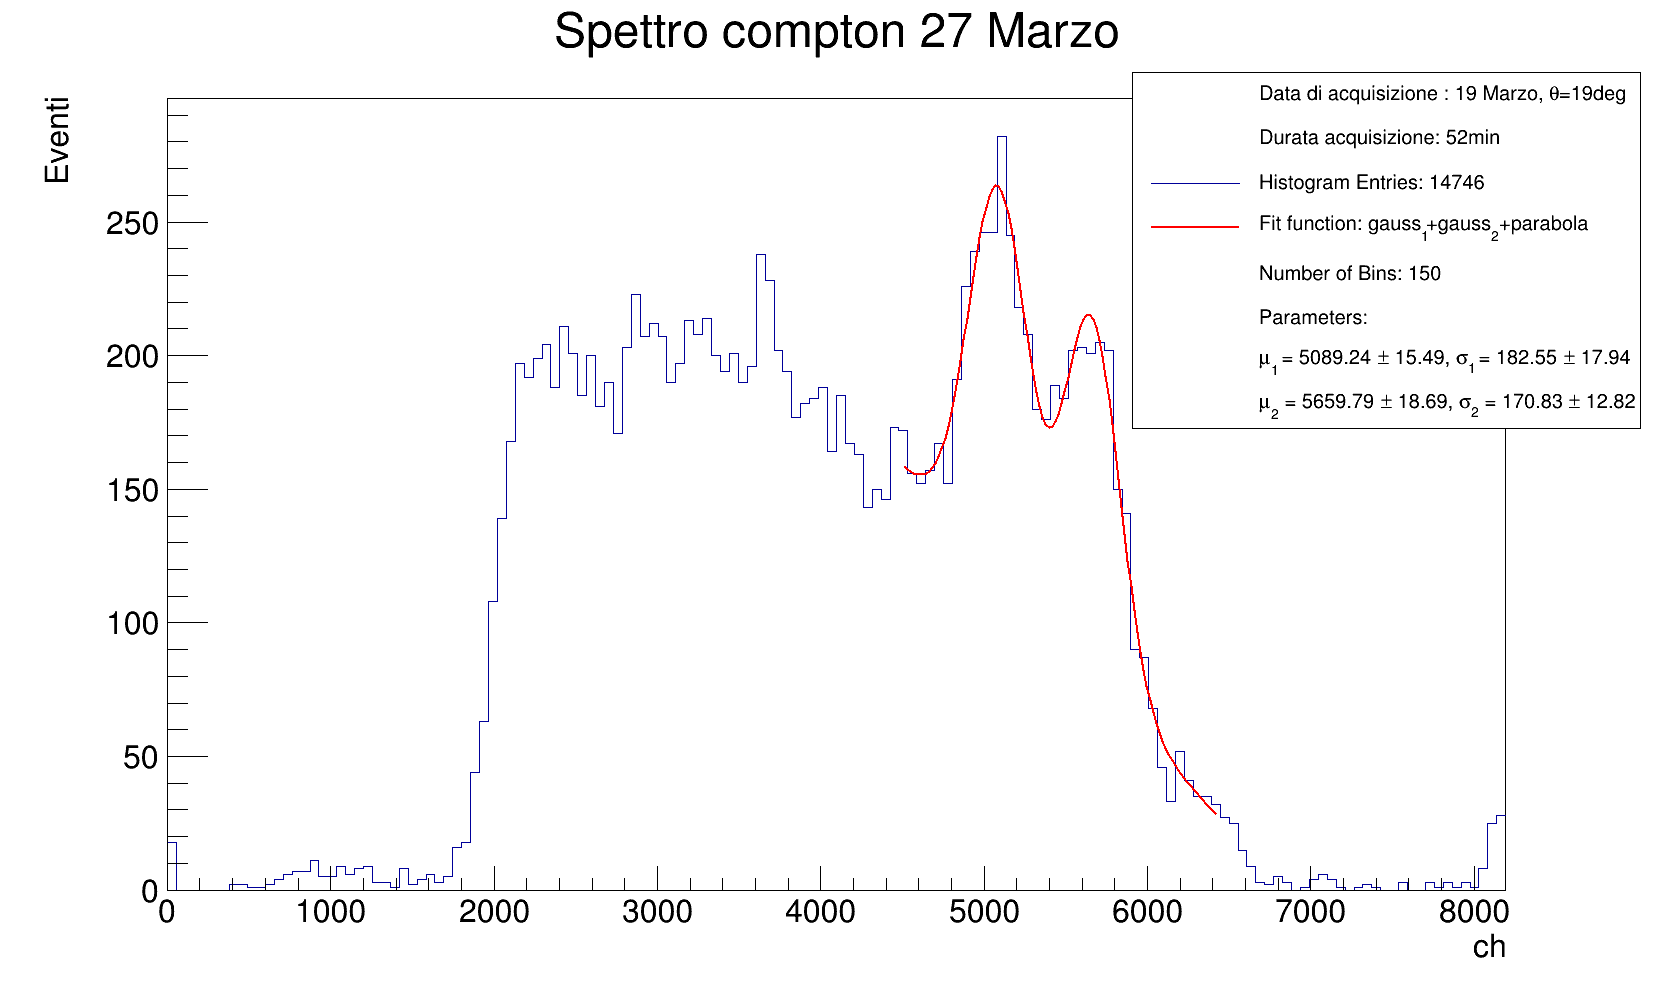 Spettro compton 27 Marzo
Eventi
Data di acquisizione : 19 Marzo, θ=19deg
Durata acquisizione: 52min
Histogram Entries: 14746
Fit function: gauss₁+gauss₂+parabola
Number of Bins: 150
Parameters:
μ₁ = 5089.24 ± 15.49, σ₁ = 182.55 ± 17.94
μ₂ = 5659.79 ± 18.69, σ₂ = 170.83 ± 12.82
250
200
150
100
50
0
0 1000 2000 3000 4000 5000 6000 7000 8000
ch